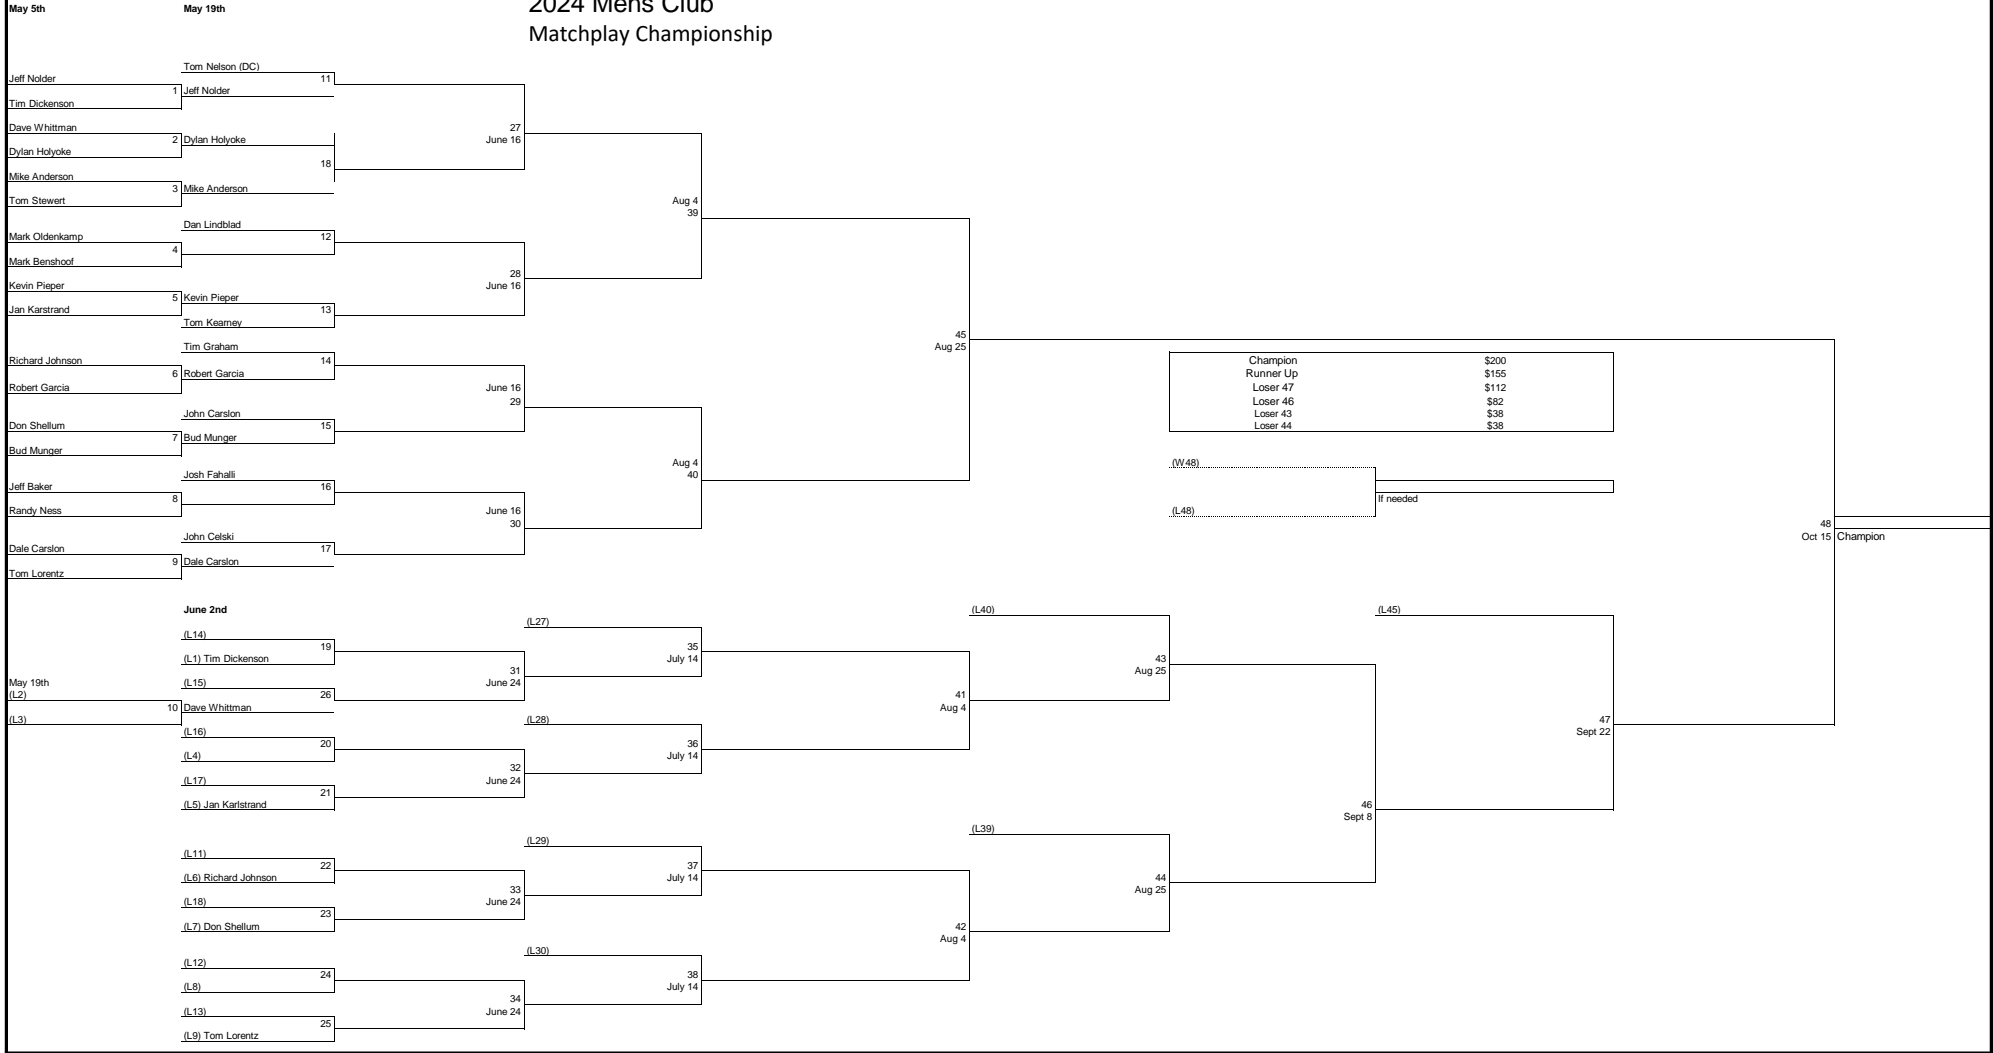 2024 Mens Club
Matchplay Championship
May 5th
May 19th
Tom Nelson (DC)
Jeff Nolder
11
1 Jeff Nolder
Tim Dickenson
Dave Whittman
27
2 Dylan Holyoke
June 16
Dylan Holyoke
18
Mike Anderson
3 Mike Anderson
Tom Stewert
Aug 4
39
Dan Lindblad
Mark Oldenkamp
12
4
Mark Benshoof
28
Kevin Pieper
June 16
5 Kevin Pieper
Jan Karstrand
13
Tom Kearney
45
Tim Graham
Aug 25
Richard Johnson
14
6 Robert Garcia
Robert Garcia
June 16
29
John Carslon
Don Shellum
15
7 Bud Munger
Bud Munger
Aug 4
40
Josh Fahalli
Jeff Baker
16
8
Randy Ness
June 16
30
John Celski
Dale Carslon
17
9 Dale Carslon
Tom Lorentz
Champion $200
Runner Up $155
Loser 47 $112
Loser 46 $82
Loser 43 $38
Loser 44 $38
(W48)
If needed
(L48)
48
Oct 15 Champion
June 2nd
(L40)
(L45)
(L27)
(L14)
19
(L1) Tim Dickenson
35
July 14
43
Aug 25
31
June 24
May 19th
(L2)
(L15)
26
10 Dave Whittman
(L3)
41
Aug 4
(L28)
47
Sept 22
(L16)
20
(L4)
36
July 14
32
June 24
(L17)
21
(L5) Jan Karlstrand
46
Sept 8
(L39)
(L29)
(L11)
22
(L6) Richard Johnson
37
July 14
44
Aug 25
33
June 24
(L18)
23
(L7) Don Shellum
42
Aug 4
(L30)
(L12)
24
(L8)
38
July 14
34
June 24
(L13)
25
(L9) Tom Lorentz